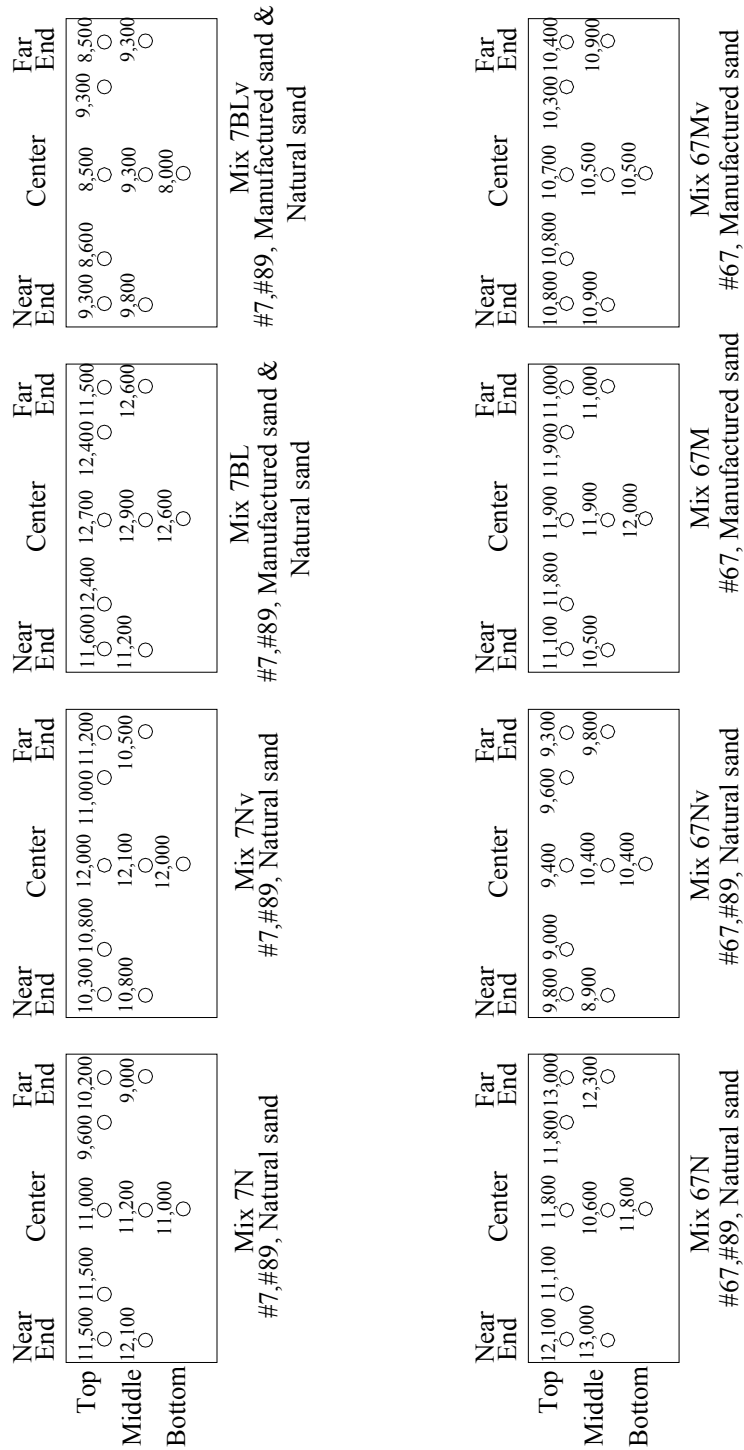 Near Center Far
End End
Top 11,500 11,500 11,000 9,600 10,200
Middle 12,100 11,200 9,000
Bottom 11,000
Mix 7N
#7,#89, Natural sand
Near Center Far
End End
10,300 10,800 12,000 11,000 11,200
10,800 12,100 10,500
12,000
Mix 7Nv
#7,#89, Natural sand
Near Center Far
End End
11,600 12,400 12,700 12,400 11,500
11,200 12,900 12,600
12,600
Mix 7BL
#7,#89, Manufactured sand &
Natural sand
Near Center Far
End End
9,300 8,600 8,500 9,300 8,500
9,800 9,300 9,300
8,000
Mix 7BLv
#7,#89, Manufactured sand &
Natural sand
Near Center Far
End End
Top 12,100 11,100 11,800 11,800 13,000
Middle 13,000 10,600 12,300
Bottom 11,800
Mix 67N
#67,#89, Natural sand
Near Center Far
End End
9,800 9,000 9,400 9,600 9,300
8,900 10,400 9,800
10,400
Mix 67Nv
#67,#89, Natural sand
Near Center Far
End End
11,100 11,800 11,900 11,900 11,000
10,500 11,900 11,000
12,000
Mix 67M
#67, Manufactured sand
Near Center Far
End End
10,800 10,800 10,700 10,300 10,400
10,900 10,500 10,900
10,500
Mix 67Mv
#67, Manufactured sand